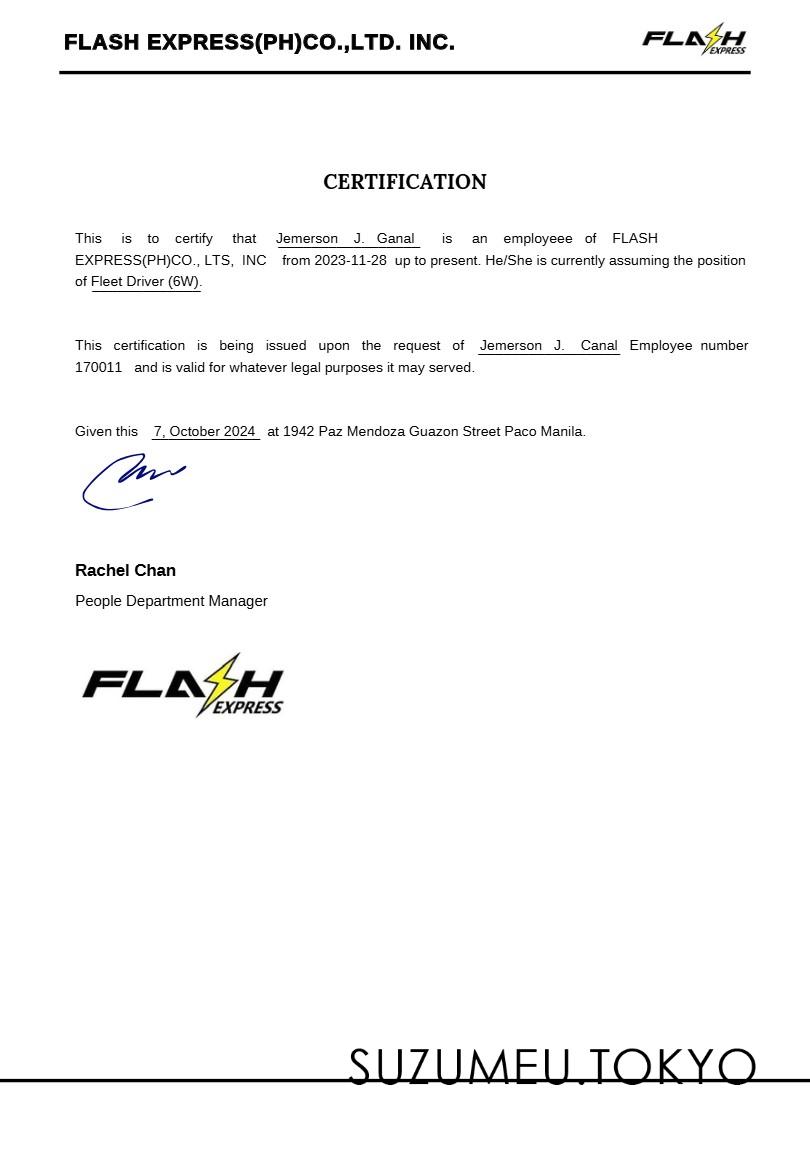 FLASH EXPRESS(PH)CO.,LTD. INC.
FLASH EXPRESS
CERTIFICATION
This is to certify that Jemerson J. Ganal is an employeee of FLASH
EXPRESS(PH)CO., LTS, INC from 2023-11-28 up to present. He/She is currently assuming the position
of Fleet Driver (6W).
This certification is being issued upon the request of Jemerson J. Canal Employee number
170011 and is valid for whatever legal purposes it may served.
Given this 7, October 2024 at 1942 Paz Mendoza Guazon Street Paco Manila.
Rachel Chan
People Department Manager
FLASH EXPRESS
SUZUMEU.TOKYO